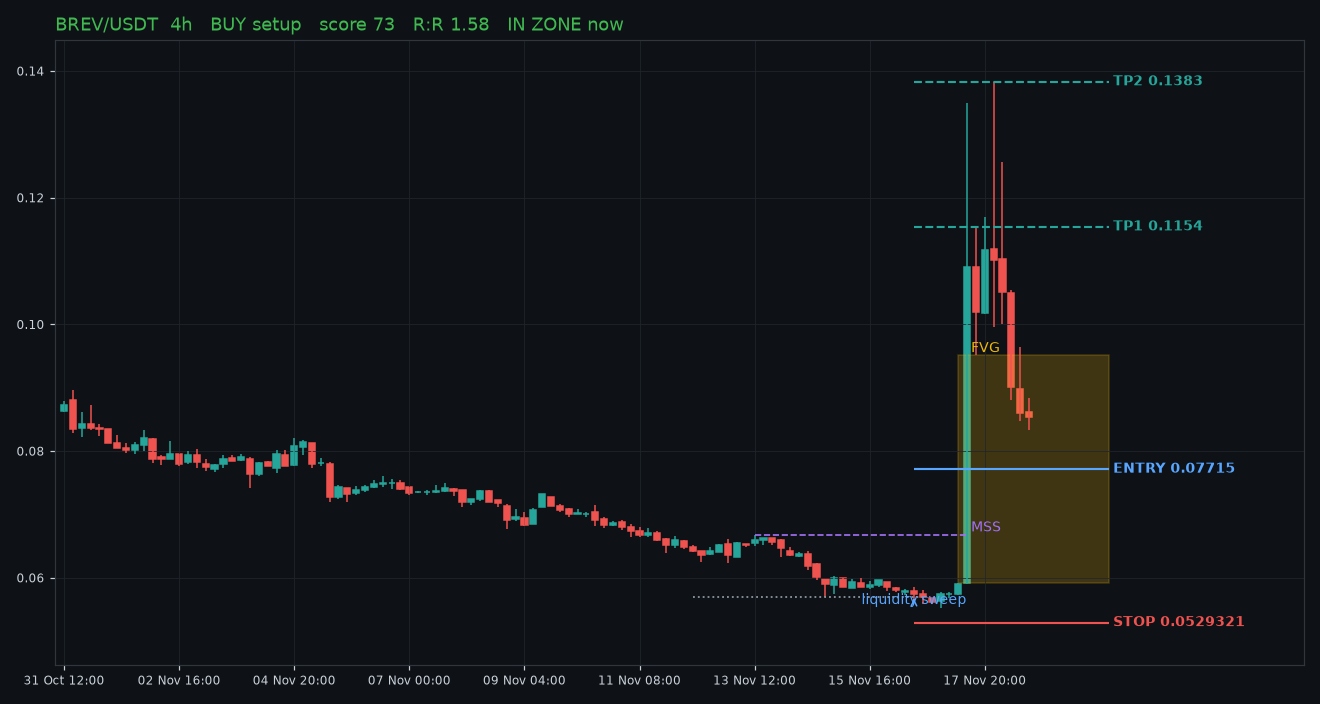 BREV/USDT 4h BUY setup score 73 R:R 1.58 IN ZONE now
0.14
TP2 0.1383
0.12
TP1 0.1154
FVG
0.10
0.08
ENTRY 0.07715
MSS
0.06
liquidity sweep
STOP 0.0529321
31 Oct 12:00 02 Nov 16:00 04 Nov 20:00 07 Nov 00:00 09 Nov 04:00 11 Nov 08:00 13 Nov 12:00 15 Nov 16:00 17 Nov 20:00